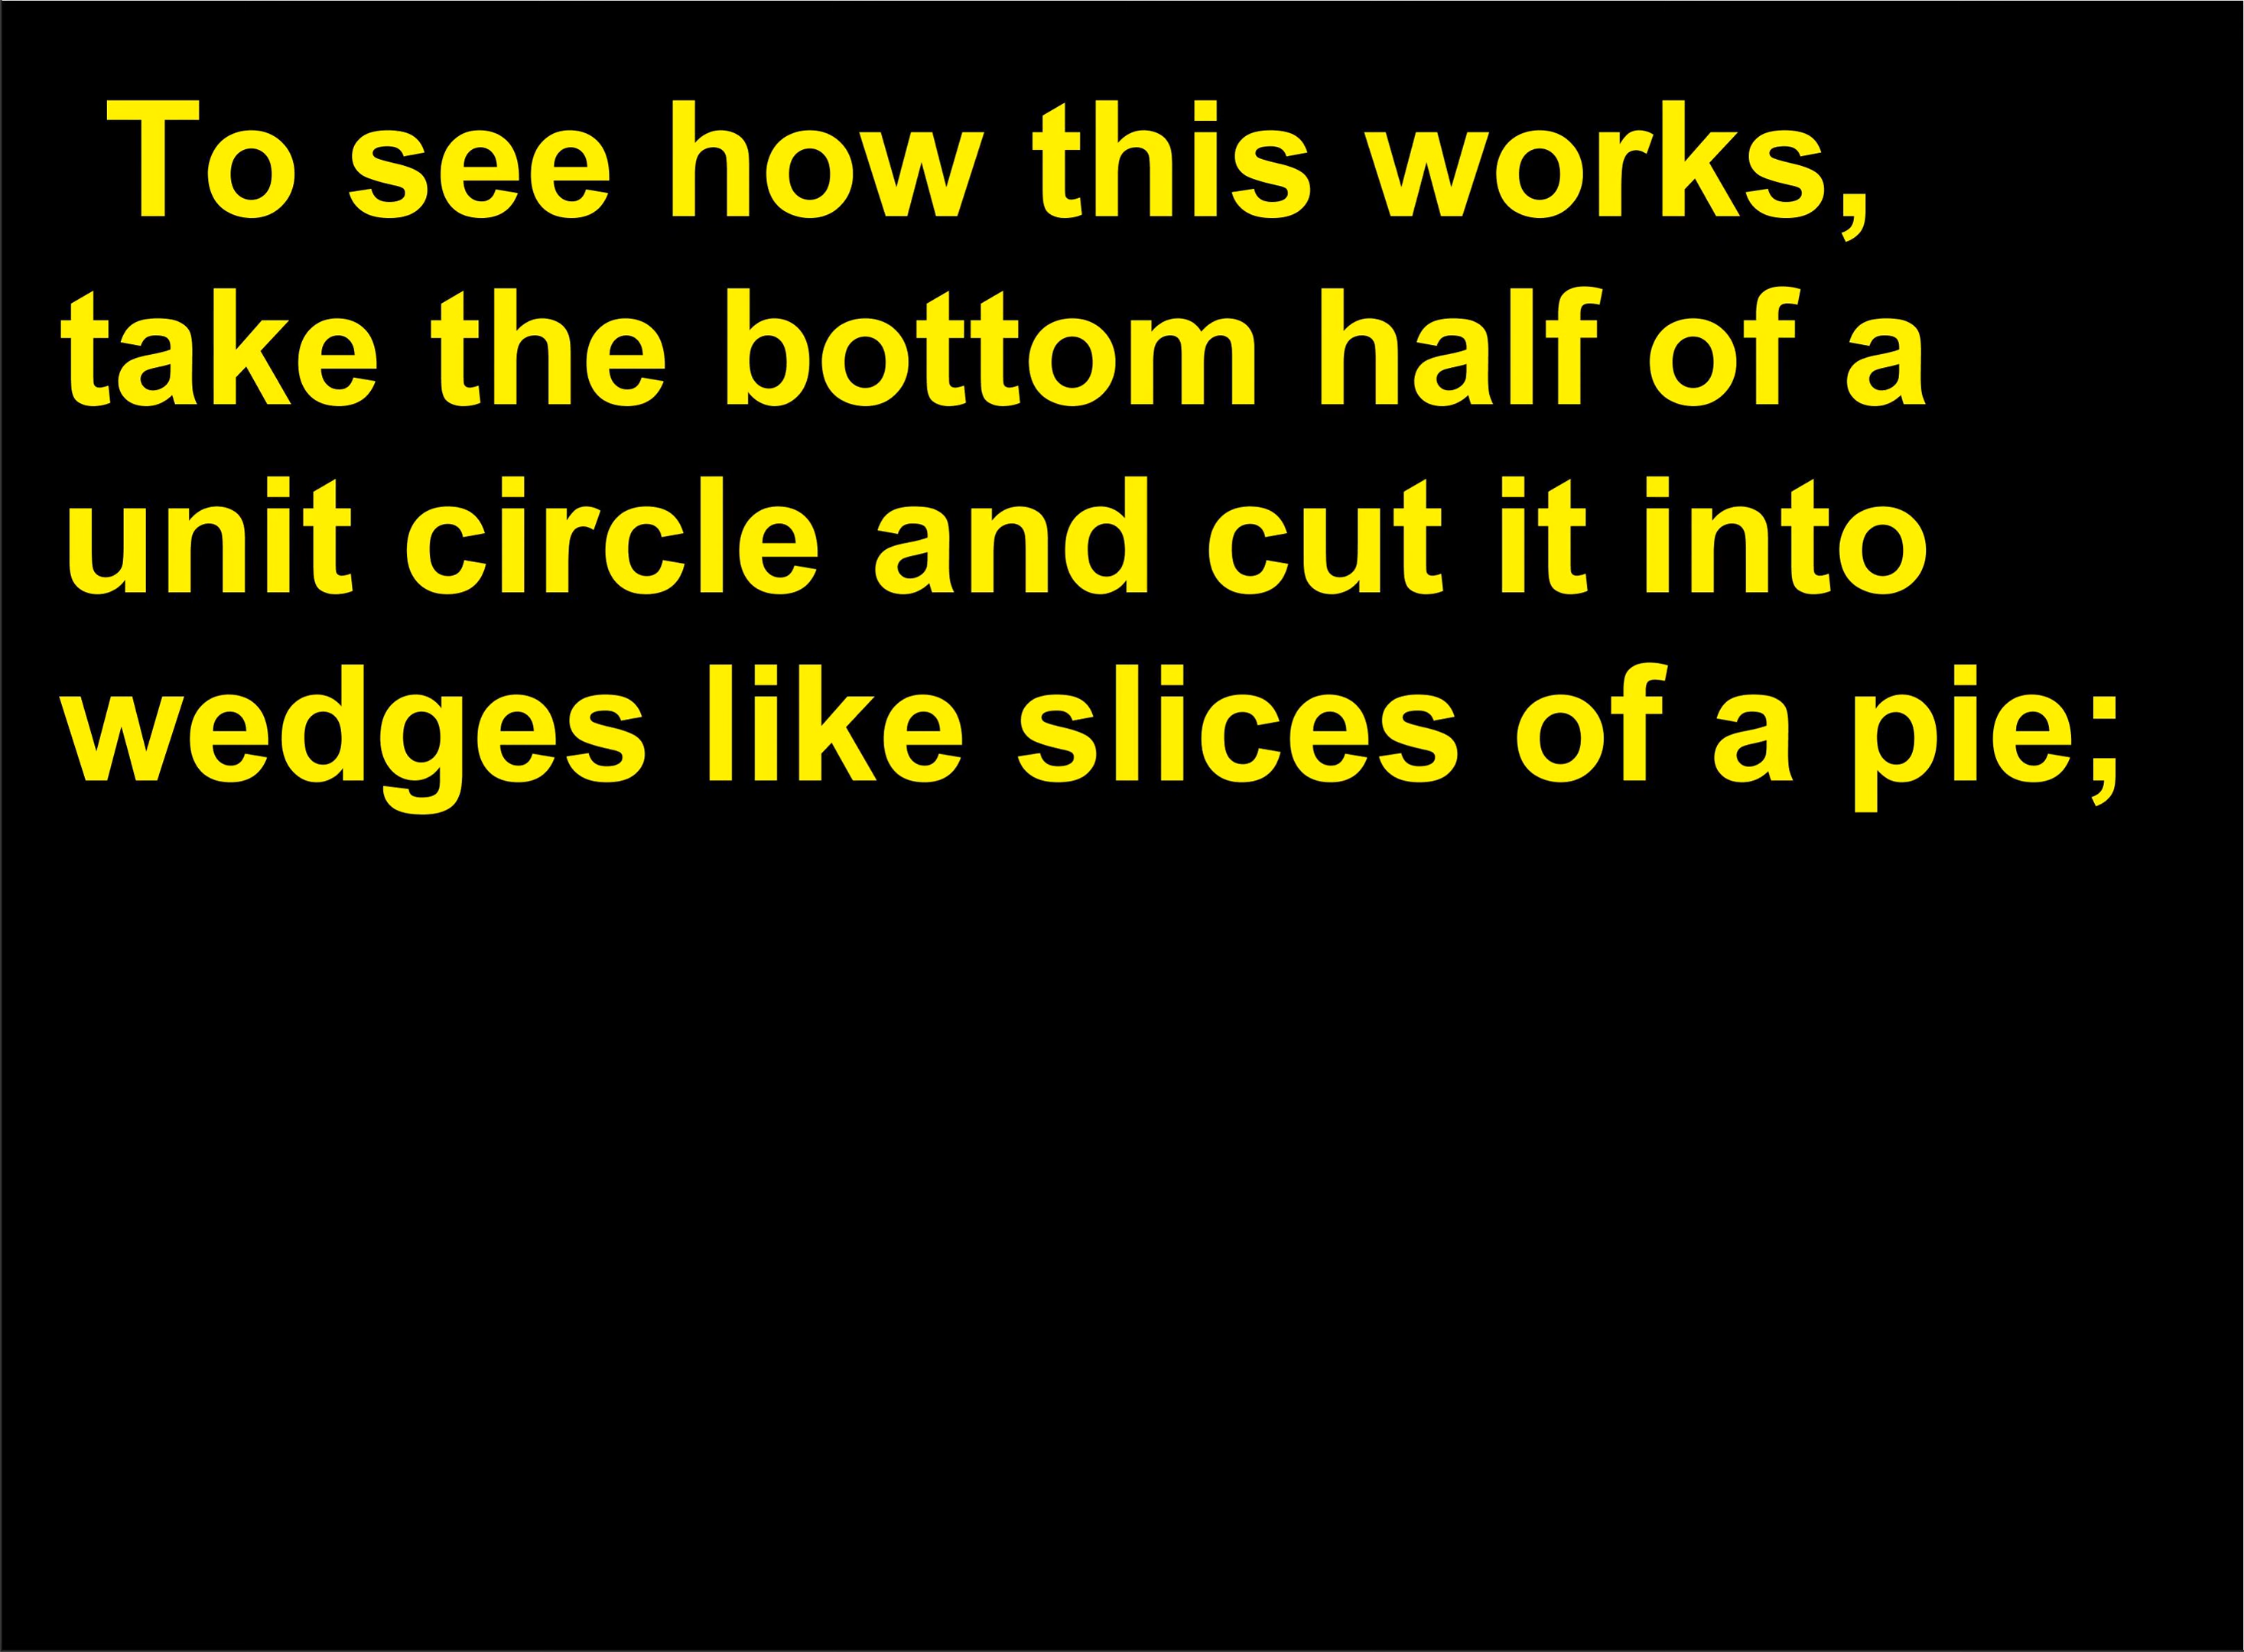 To see how this works,
take the bottom half of a
unit circle and cut it into
wedges like slices of a pie;